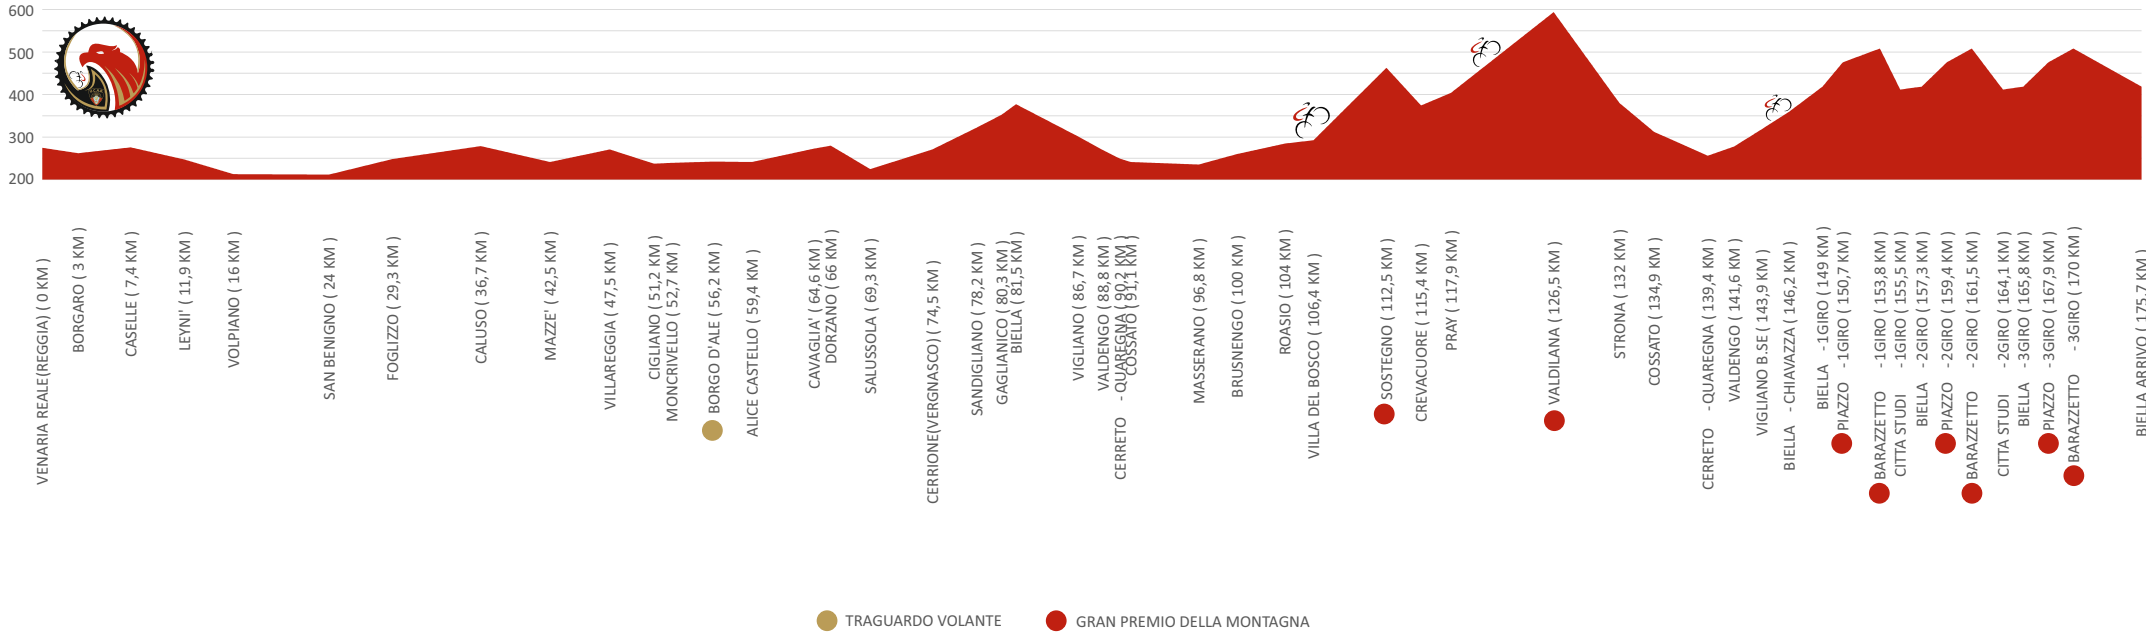 600
500
400
300
200
VENARIA REALE(REGGIA) ( 0 KM )
BORGARO ( 3 KM )
CASELLE ( 7,4 KM )
LEYNI' ( 11,9 KM )
VOLPIANO ( 16 KM )
SAN BENIGNO ( 24 KM )
FOGLIZZO ( 29,3 KM )
CALUSO ( 36,7 KM )
MAZZE' ( 42,5 KM )
VILLAREGGIA ( 47,5 KM )
CIGLIANO ( 51,2 KM )
MONCRIVELLO ( 52,7 KM )
BORGO D'ALE ( 56,2 KM )
ALICE CASTELLO ( 59,4 KM )
CAVAGLIA' ( 64,6 KM )
DORZANO ( 66 KM )
SALUSSOLA ( 69,3 KM )
CERRIONE(VERGNASCO) ( 74,5 KM )
SANDIGLIANO ( 78,2 KM )
GAGLIANICO ( 80,3 KM )
BIELLA ( 81,5 KM )
VIGLIANO ( 86,7 KM )
VALDENGO ( 88,8 KM )
CERRETO - QUAREGNA ( 90,2 KM )
COSSATO ( 91,1 KM )
MASSERANO ( 96,8 KM )
BRUSNENGO ( 100 KM )
ROASIO ( 104 KM )
VILLA DEL BOSCO ( 106,4 KM )
SOSTEGNO ( 112,5 KM )
CREVACUORE ( 115,4 KM )
PRAY ( 117,9 KM )
VALDILANA ( 126,5 KM )
STRONA ( 132 KM )
COSSATO ( 134,9 KM )
CERRETO - QUAREGNA ( 139,4 KM )
VALDENGO ( 141,6 KM )
VIGLIANO B.SE ( 143,9 KM )
BIELLA - CHIAVAZZA ( 146,2 KM )
BIELLA - 1GIRO ( 149 KM )
PIAZZO - 1GIRO ( 150,7 KM )
BARAZZETTO - 1GIRO ( 153,8 KM )
CITTA STUDI - 1GIRO ( 155,5 KM )
BIELLA - 2GIRO ( 157,3 KM )
PIAZZO - 2GIRO ( 159,4 KM )
BARAZZETTO - 2GIRO ( 161,5 KM )
CITTA STUDI - 2GIRO ( 164,1 KM )
BIELLA - 3GIRO ( 165,8 KM )
PIAZZO - 3GIRO ( 167,9 KM )
BARAZZETTO - 3GIRO ( 170 KM )
BIELLA ARRIVO ( 175,7 KM )
TRAGUARDO VOLANTE
GRAN PREMIO DELLA MONTAGNA